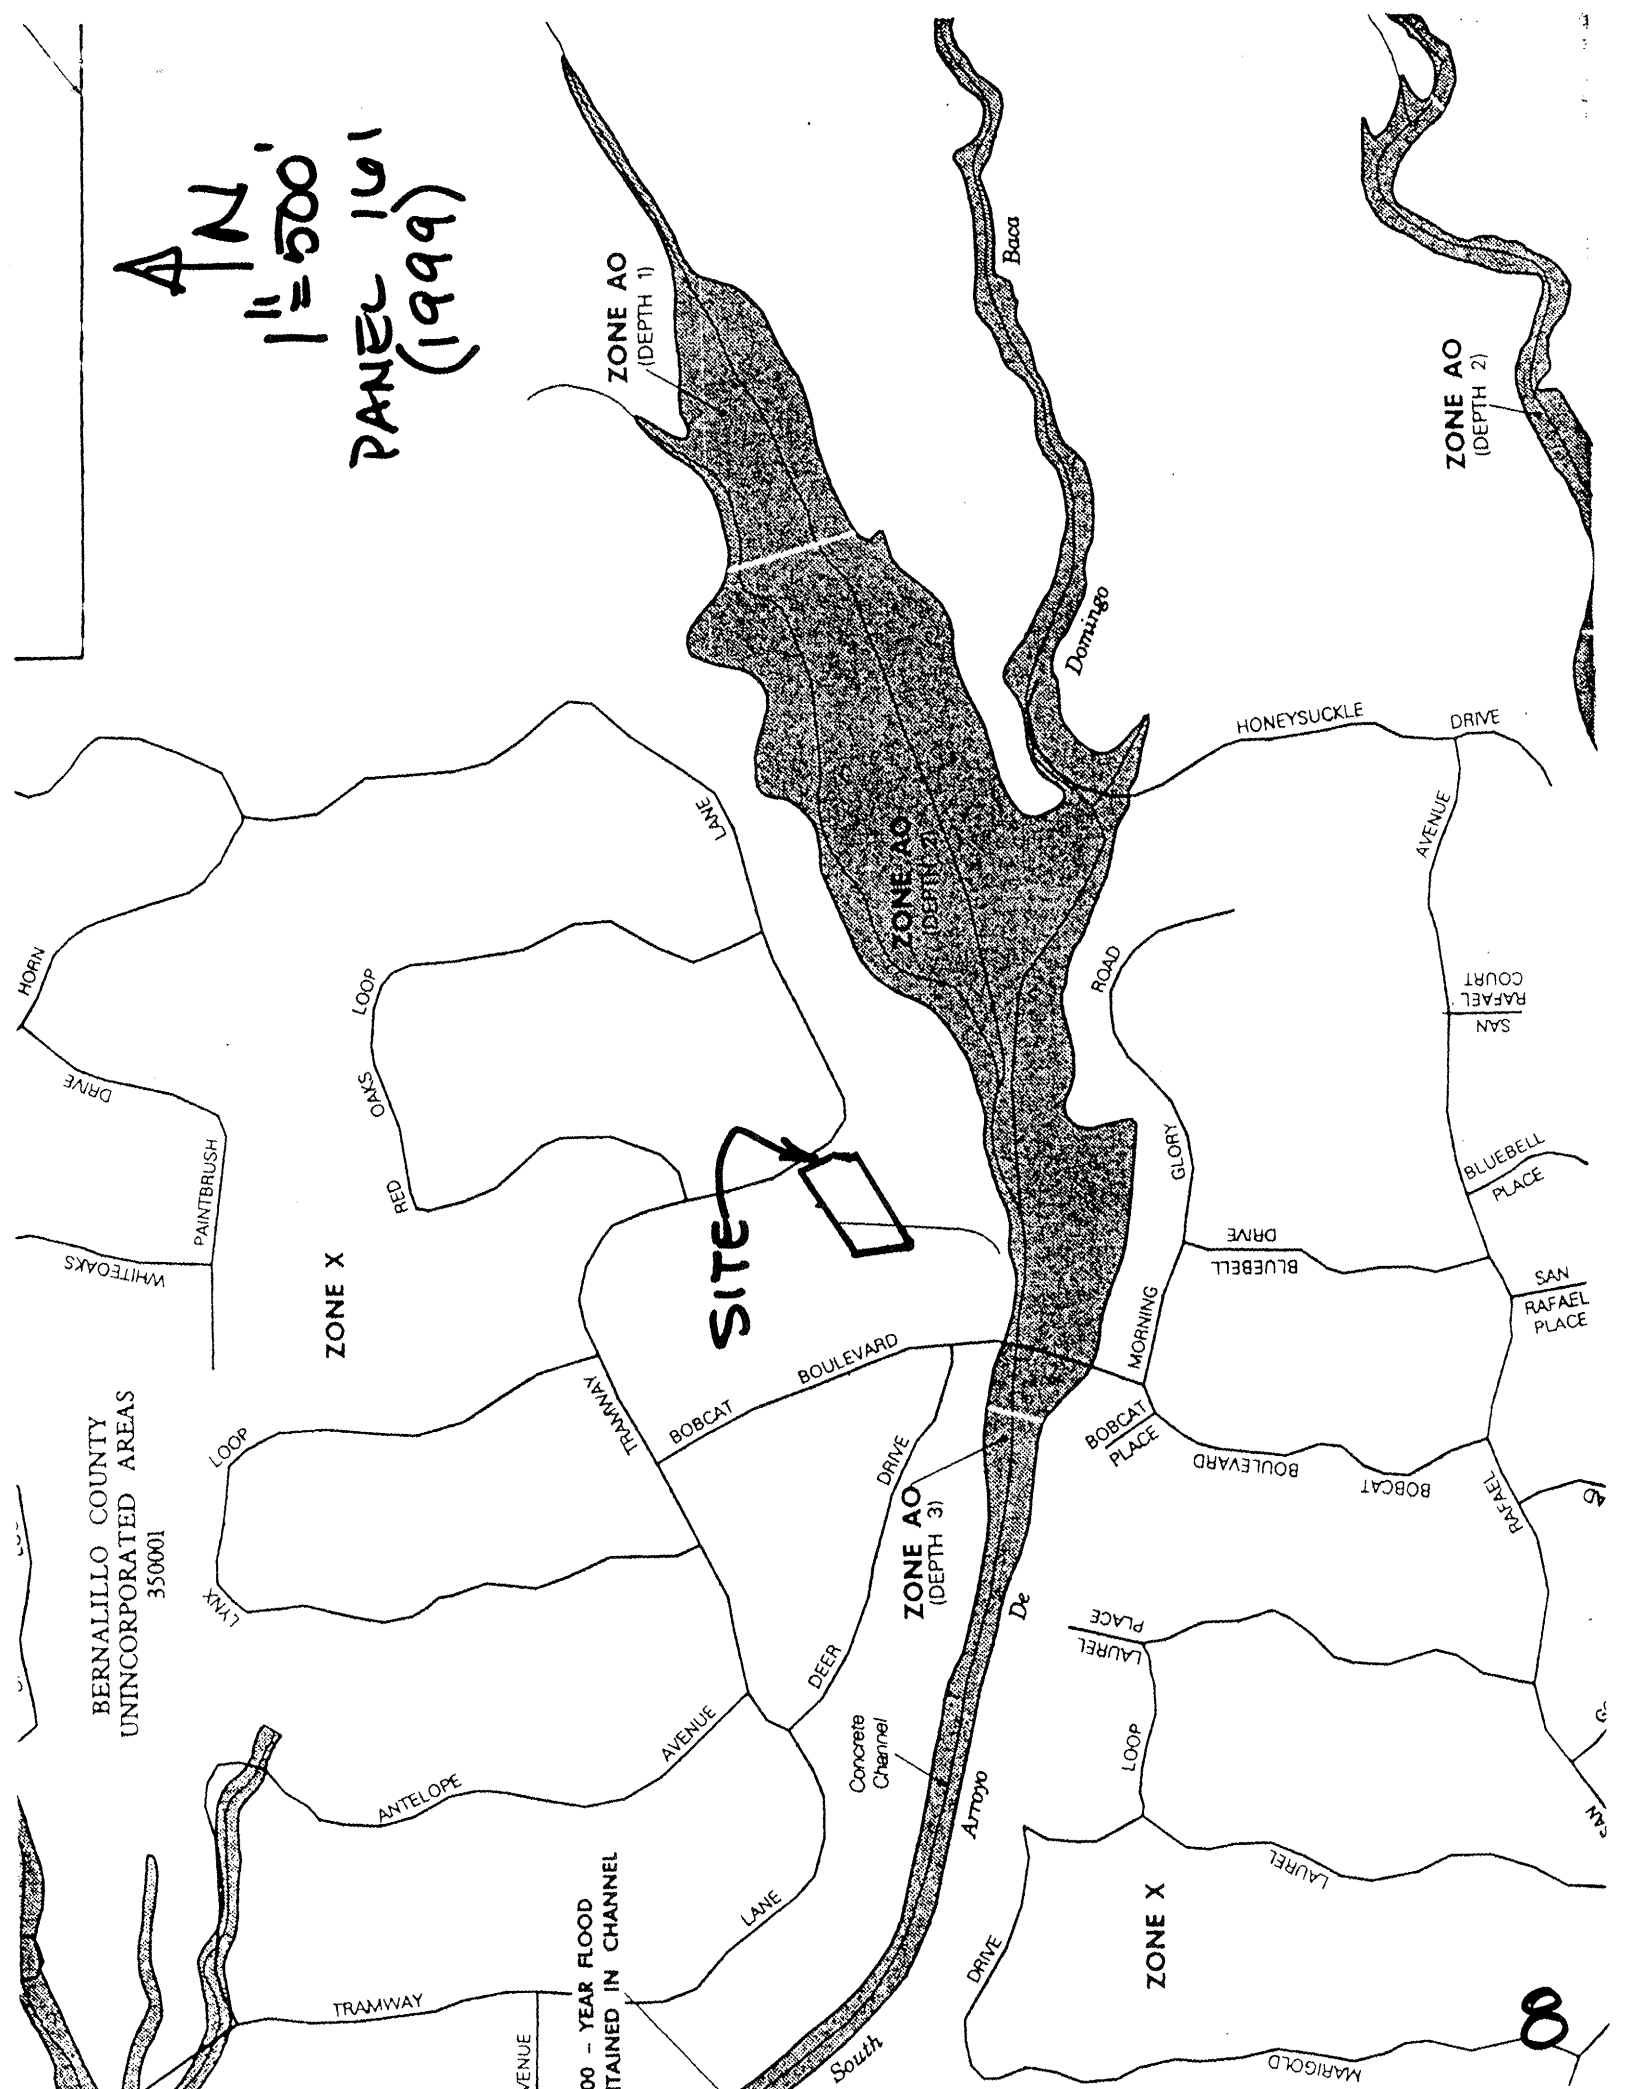 N
1"=500'
PANEL 161
(1999)
ZONE AO
(DEPTH 1)
Baca
ZONE AO
(DEPTH 2)
Domingo
HONEYSUCKLE
DRIVE
LANE
ZONE AO
(DEPTH 2)
AVENUE
HORN
DRIVE
LOOP
OAKS
RED
ROAD
GLORY
MORNING
SAN
RAFAEL
COURT
PAINTBRUSH
WHITEOAKS
SITE
ZONE X
BLUEBELL
PLACE
BLUEBELL
DRIVE
SAN
RAFAEL
PLACE
BERNALILLO COUNTY
UNINCORPORATED AREAS
350001
LOOP
LYNX
TRAMWAY
BOBCAT
BOULEVARD
DRIVE
DEER
BOBCAT
PLACE
BOULEVARD
BOBCAT
RAFAEL
ZONE AO
(DEPTH 3)
De
LAUREL
PLACE
LOOP
AVENUE
ANTELOPE
Concrete
Channel
Arroyo
SAN
LAUREL
LANE
TRAMWAY
VENUE
00 - YEAR FLOOD
TAINED IN CHANNEL
South
DRIVE
ZONE X
MARIGOLD
8